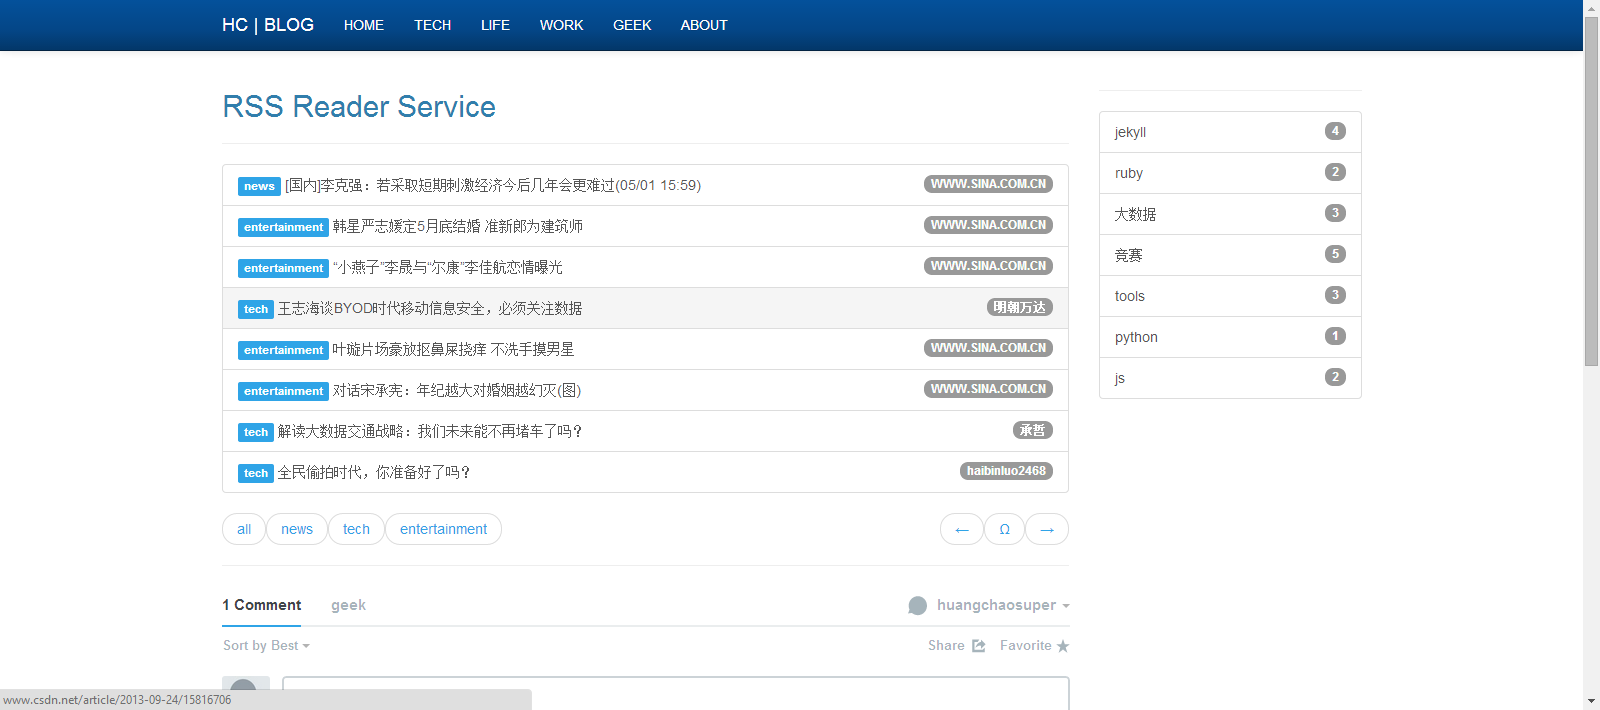 HC | BLOG HOME TECH LIFE WORK GEEK ABOUT
RSS Reader Service
news [国内]李克强：若采取短期刺激经济今后几年会更难过(05/01 15:59) WWW.SINA.COM.CN
entertainment 韩星严志媛定5月底结婚 准新郎为建筑师 WWW.SINA.COM.CN
entertainment “小燕子”李晟与“尔康”李佳航恋情曝光 WWW.SINA.COM.CN
tech 王志海谈BYOD时代移动信息安全，必须关注数据 明朝万达
entertainment 叶璇片场豪放抠鼻屎挠痒 不洗手摸男星 WWW.SINA.COM.CN
entertainment 对话宋承宪：年纪越大对婚姻越幻灭(图) WWW.SINA.COM.CN
tech 解读大数据交通战略：我们未来能不再堵车了吗？ 承哲
tech 全民偷拍时代，你准备好了吗？ haibinluo2468
all news tech entertainment ← Ω →
jekyll 4
ruby 2
大数据 3
竞赛 5
tools 3
python 1
js 2
1 Comment geek huangchaosuper
Sort by Best Share Favorite
www.csdn.net/article/2013-09-24/15816706